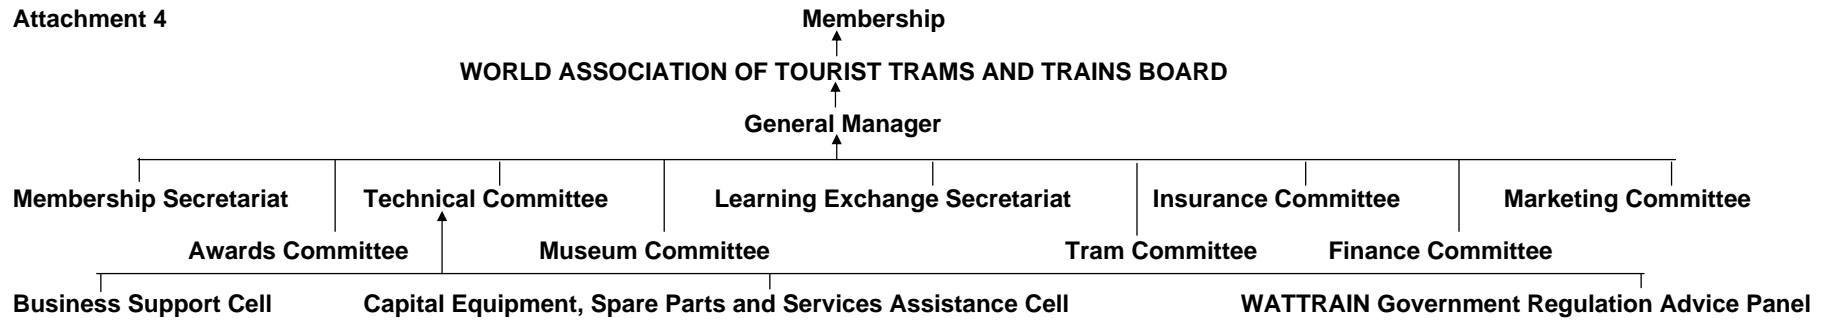 Attachment 4 Membership
WORLD ASSOCIATION OF TOURIST TRAMS AND TRAINS BOARD
General Manager
Membership Secretariat Technical Committee Learning Exchange Secretariat Insurance Committee Marketing Committee
Awards Committee Museum Committee Tram Committee Finance Committee
Business Support Cell Capital Equipment, Spare Parts and Services Assistance Cell WATTRAIN Government Regulation Advice Panel